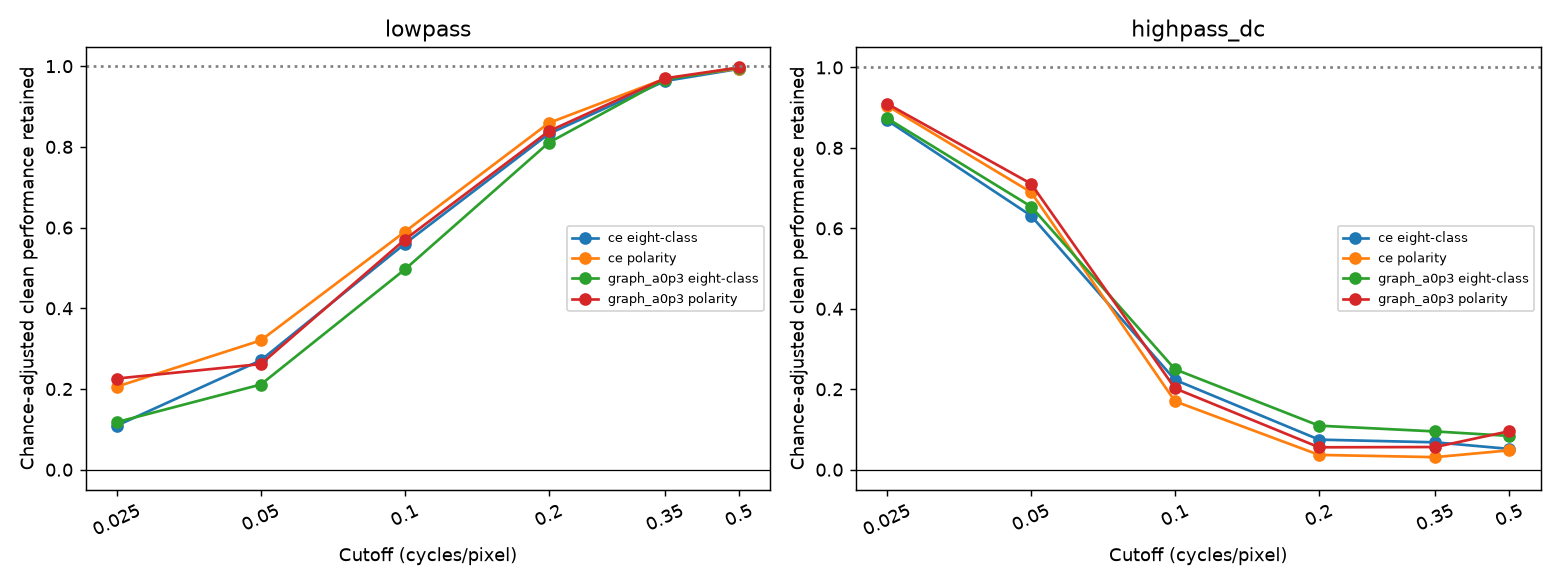 lowpass
Chance-adjusted clean performance retained
1.0
0.8
0.6
0.4
0.2
0.0
ce eight-class
ce polarity
graph_a0p3 eight-class
graph_a0p3 polarity
0.025
0.05
0.1
0.2
0.35
0.5
Cutoff (cycles/pixel)
highpass_dc
Chance-adjusted clean performance retained
1.0
0.8
0.6
0.4
0.2
0.0
ce eight-class
ce polarity
graph_a0p3 eight-class
graph_a0p3 polarity
0.025
0.05
0.1
0.2
0.35
0.5
Cutoff (cycles/pixel)